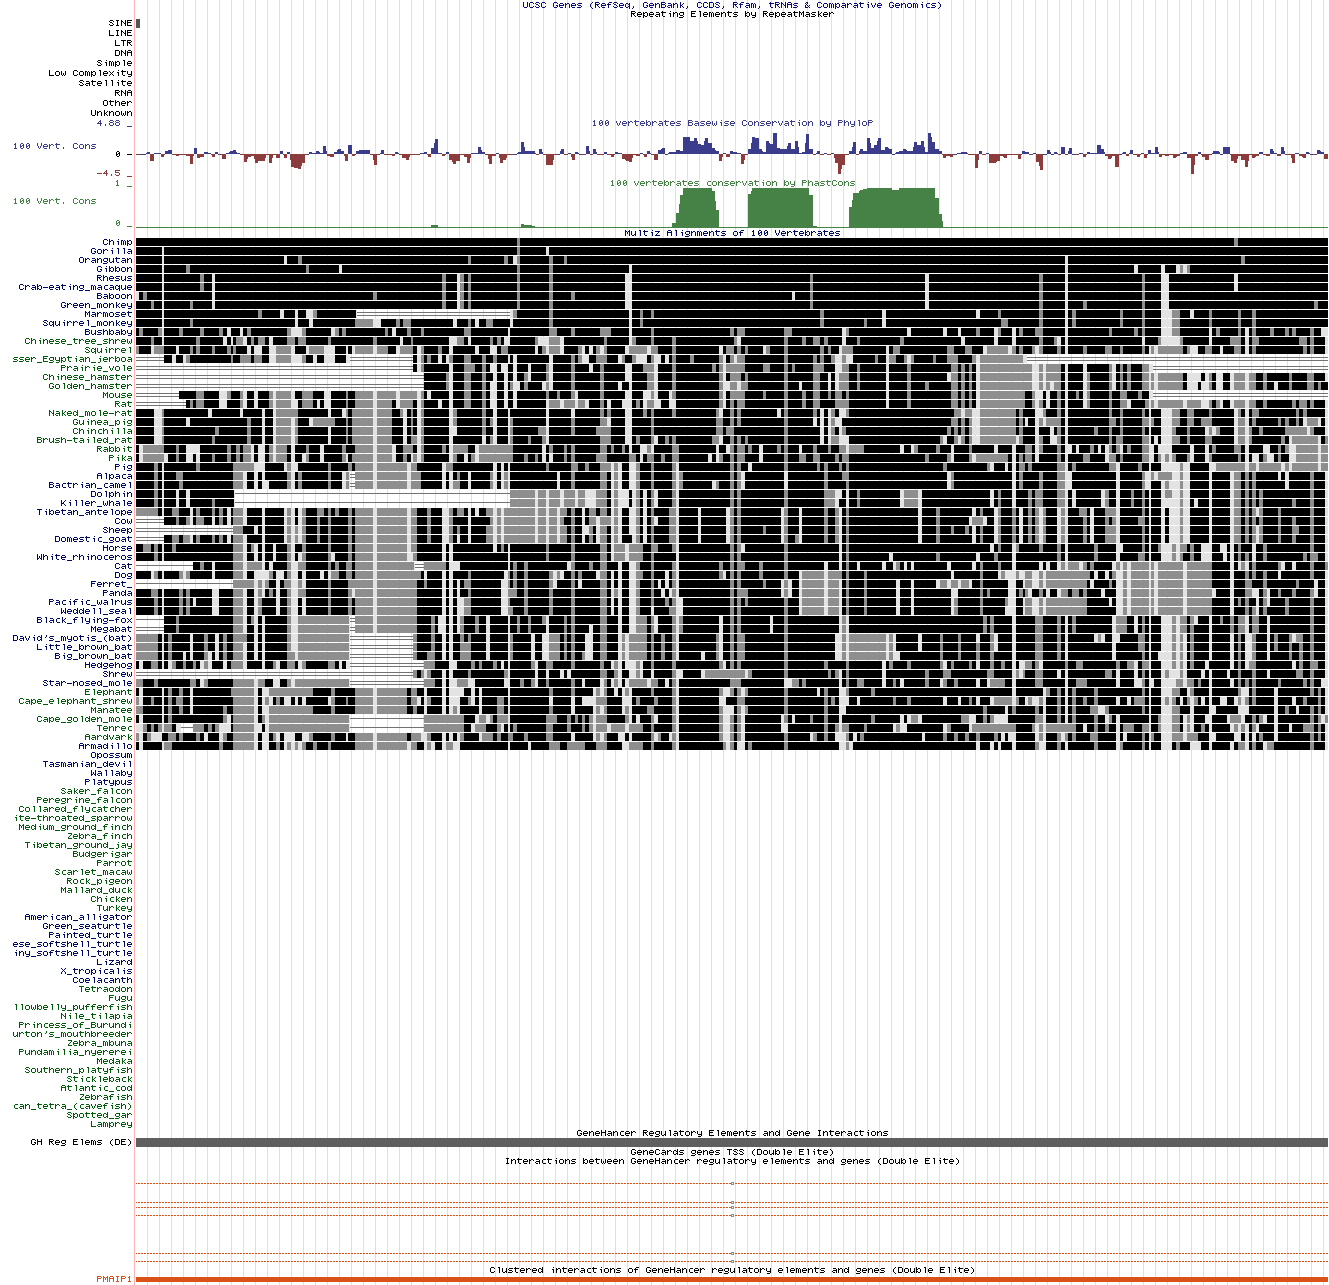 UCSC Genes (RefSeq, GenBank, CCDS, Rfam, tRNAs & Comparative Genomics)
Repeating Elements by RepeatMasker
SINE
LINE
LTR
DNA
Simple
Low Complexity
Satellite
RNA
Other
Unknown
4.88 _
100 vertebrates Basewise Conservation by PhyloP
100 Vert. Cons
0 _
-4.5 _
100 vertebrates conservation by PhastCons
1 _
100 Vert. Cons
0 _
Multiz Alignments of 100 Vertebrates
Chimp
Gorilla
Orangutan
Gibbon
Rhesus
Crab-eating_macaque
Baboon
Green_monkey
Marmoset
Squirrel_monkey
Bushbaby
Chinese_tree_shrew
Squirrel
sser_Egyptian_jerboa
Prairie_vole
Chinese_hamster
Golden_hamster
Mouse
Rat
Naked_mole-rat
Guinea_pig
Chinchilla
Brush-tailed_rat
Rabbit
Pika
Pig
Alpaca
Bactrian_camel
Dolphin
Killer_whale
Tibetan_antelope
Cow
Sheep
Domestic_goat
Horse
White_rhinoceros
Cat
Dog
Ferret_
Panda
Pacific_walrus
Weddell_seal
Black_flying-fox
Megabat
David's_myotis_(bat)
Little_brown_bat
Big_brown_bat
Hedgehog
Shrew
Star-nosed_mole
Elephant
Cape_elephant_shrew
Manatee
Cape_golden_mole
Tenrec
Aardvark
Armadillo
Opossum
Tasmanian_devil
Wallaby
Platypus
Saker_falcon
Peregrine_falcon
Collared_flycatcher
ite-throated_sparrow
Medium_ground_finch
Zebra_finch
Tibetan_ground_jay
Budgerigar
Parrot
Scarlet_macaw
Rock_pigeon
Mallard_duck
Chicken
Turkey
American_alligator
Green_seaturtle
Painted_turtle
ese_softshell_turtle
iny_softshell_turtle
Lizard
X_tropicalis
Coelacanth
Tetraodon
Fugu
llowbelly_pufferfish
Nile_tilapia
Princess_of_Burundi
urton's_mouthbreeder
Zebra_mbuna
Pundamilia_nyererei
Medaka
Southern_platyfish
Stickleback
Atlantic_cod
Zebrafish
can_tetra_(cavefish)
Spotted_gar
Lamprey
GeneHancer Regulatory Elements and Gene Interactions
GH Reg Elems (DE)
GeneCards genes TSS (Double Elite)
Interactions between GeneHancer regulatory elements and genes (Double Elite)
Clustered interactions of GeneHancer regulatory elements and genes (Double Elite)
PMAIP1